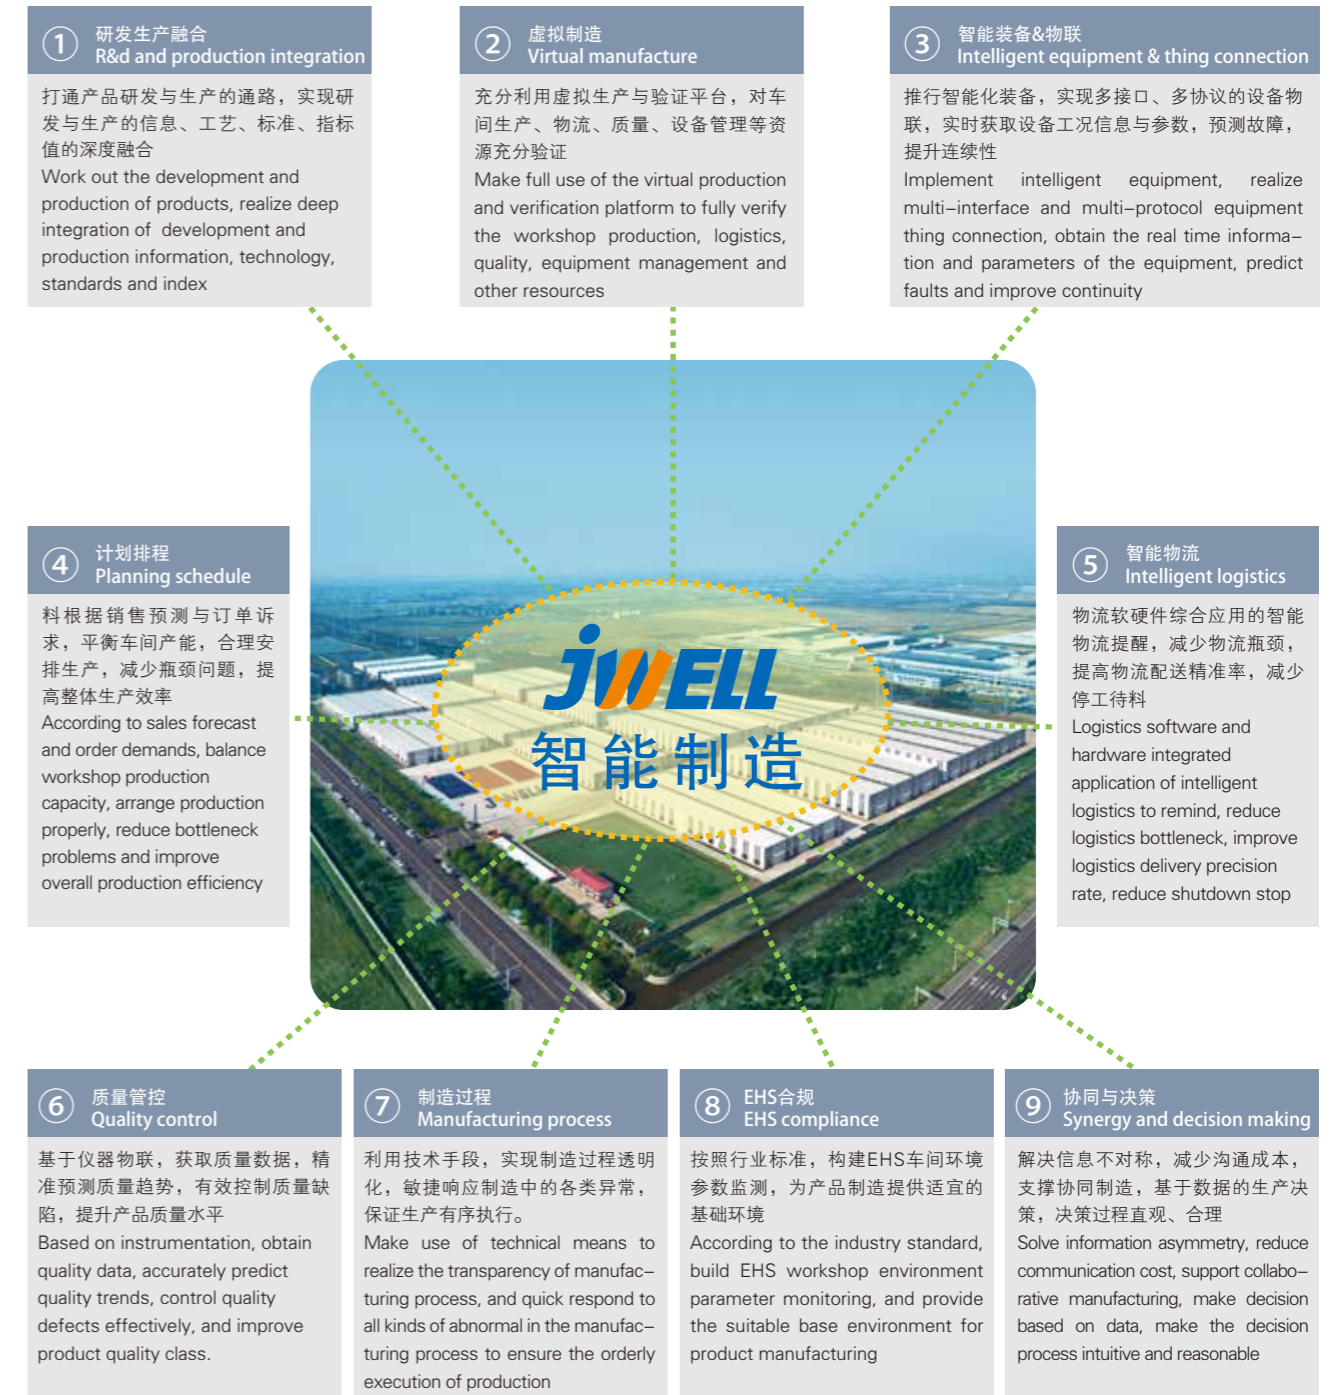 ① 研发生产融合
R&d and production integration
打通产品研发与生产的通路，实现研
发与生产的信息、工艺、标准、指标
值的深度融合
Work out the development and
production of products, realize deep
integration of development and
production information, technology,
standards and index
② 虚拟制造
Virtual manufacture
充分利用虚拟生产与验证平台，对车
间生产、物流、质量、设备管理等资
源充分验证
Make full use of the virtual production
and verification platform to fully verify
the workshop production, logistics,
quality, equipment management and
other resources
③ 智能装备&物联
Intelligent equipment & thing connection
推行智能化装备，实现多接口、多协议的设备物
联，实时获取设备工况信息与参数，预测故障，
提升连续性
Implement intelligent equipment, realize
multi-interface and multi-protocol equipment
thing connection, obtain the real time informa-
tion and parameters of the equipment, predict
faults and improve continuity
④ 计划排程
Planning schedule
料根据销售预测与订单诉
求，平衡车间产能，合理安
排生产，减少瓶颈问题，提
高整体生产效率
According to sales forecast
and order demands, balance
workshop production
capacity, arrange production
properly, reduce bottleneck
problems and improve
overall production efficiency
JWELL
智能制造
⑤ 智能物流
Intelligent logistics
物流软硬件综合应用的智能
物流提醒，减少物流瓶颈，
提高物流配送精准率，减少
停工待料
Logistics software and
hardware integrated
application of intelligent
logistics to remind, reduce
logistics bottleneck, improve
logistics delivery precision
rate, reduce shutdown stop
⑥ 质量管控
Quality control
基于仪器物联，获取质量数据，精
准预测质量趋势，有效控制质量缺
陷，提升产品质量水平
Based on instrumentation, obtain
quality data, accurately predict
quality trends, control quality
defects effectively, and improve
product quality class.
⑦ 制造过程
Manufacturing process
利用技术手段，实现制造过程透明
化，敏捷响应制造中的各类异常，
保证生产有序执行。
Make use of technical means to
realize the transparency of manufac-
turing process, and quick respond to
all kinds of abnormal in the manufac-
turing process to ensure the orderly
execution of production
⑧ EHS合规
EHS compliance
按照行业标准，构建EHS车间环境
参数监测，为产品制造提供适宜的
基础环境
According to the industry standard,
build EHS workshop environment
parameter monitoring, and provide
the suitable base environment for
product manufacturing
⑨ 协同与决策
Synergy and decision making
解决信息不对称，减少沟通成本，
支撑协同制造，基于数据的生产决
策，决策过程直观、合理
Solve information asymmetry, reduce
communication cost, support collabo-
rative manufacturing, make decision
based on data, make the decision
process intuitive and reasonable